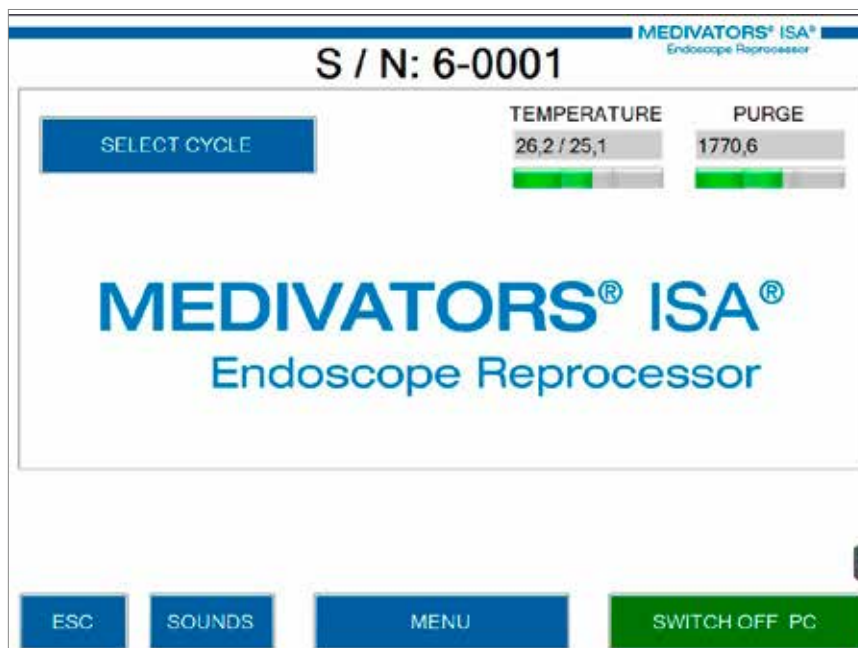 MEDIVATORS® ISA®
Endoscope Reprocessor
S / N: 6-0001
SELECT CYCLE
TEMPERATURE
PURGE
26,2 / 25,1
1770,6
MEDIVATORS® ISA®
Endoscope Reprocessor
ESC
SOUNDS
MENU
SWITCH OFF PC